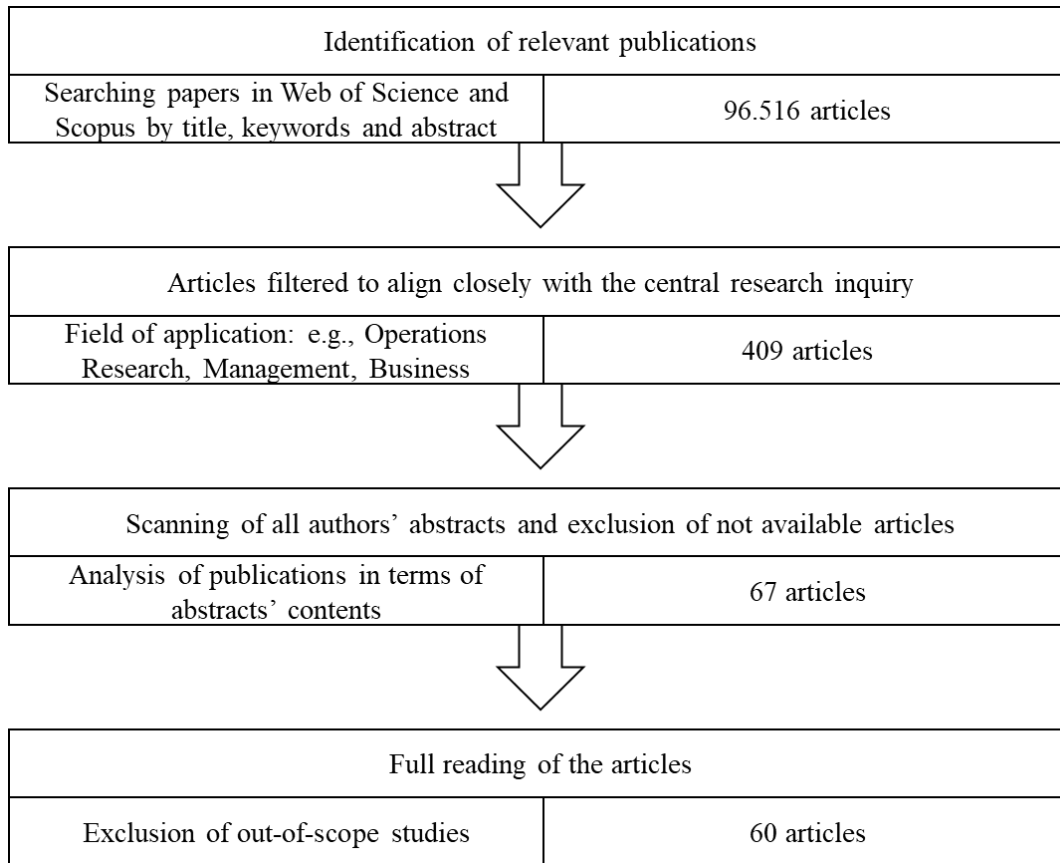 Identification of relevant publications
Searching papers in Web of Science and
Scopus by title, keywords and abstract
96.516 articles
Articles filtered to align closely with the central research inquiry
Field of application: e.g., Operations
Research, Management, Business
409 articles
Scanning of all authors’ abstracts and exclusion of not available articles
Analysis of publications in terms of
abstracts’ contents
67 articles
Full reading of the articles
Exclusion of out-of-scope studies
60 articles